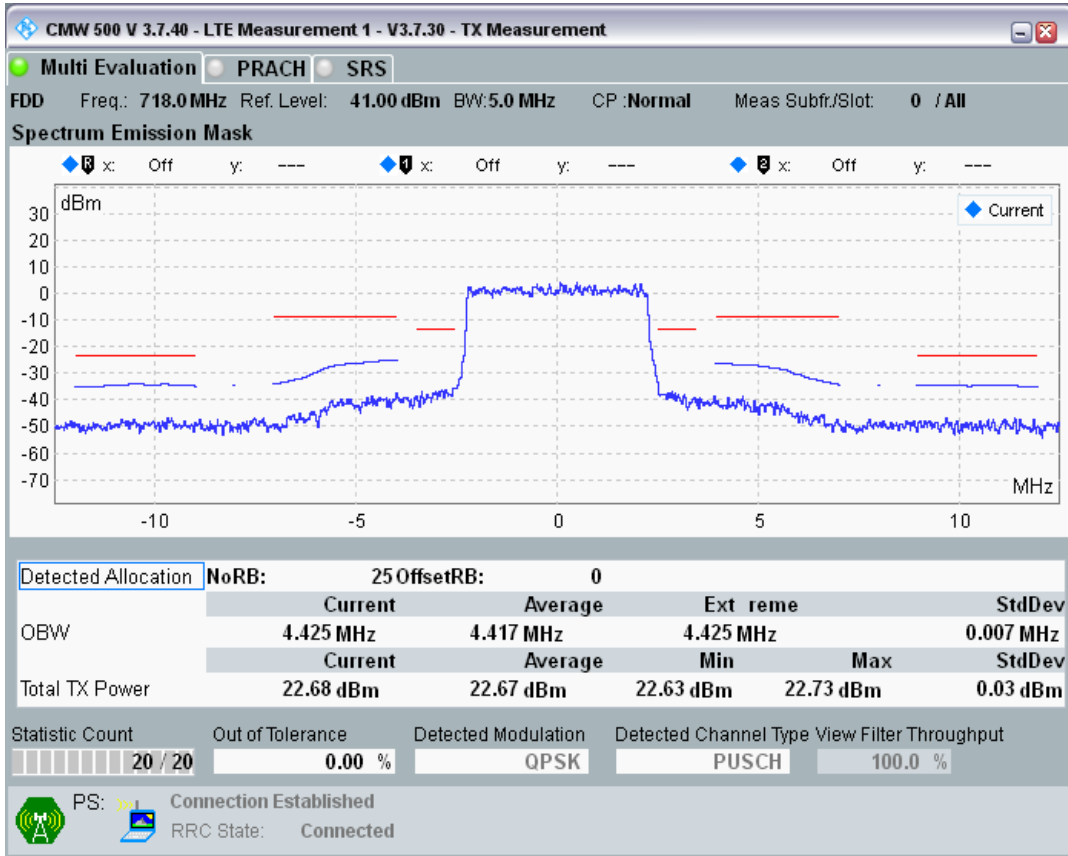 CMW 500 V 3.7.40 - LTE Measurement 1 - V3.7.30 - TX Measurement
Multi Evaluation PRACH SRS
FDD Freq.: 718.0 MHz Ref. Level: 41.00 dBm BW: 5.0 MHz CP : Normal Meas Subfr./Slot: 0 / All
Spectrum Emission Mask
R x: Off y: --- 1 x: Off y: --- 2 x: Off y: ---
dBm
Current
30
20
10
0
-10
-20
-30
-40
-50
-60
-70
MHz
-10 -5 0 5 10
Detected Allocation NoRB: 25 OffsetRB: 0
Current Average Ext reme StdDev
OBW 4.425 MHz 4.417 MHz 4.425 MHz 0.007 MHz
Current Average Min Max StdDev
Total TX Power 22.68 dBm 22.67 dBm 22.63 dBm 22.73 dBm 0.03 dBm
Statistic Count Out of Tolerance Detected Modulation Detected Channel Type View Filter Throughput
20 / 20 0.00 % QPSK PUSCH 100.0 %
PS: Connection Established
RRC State: Connected